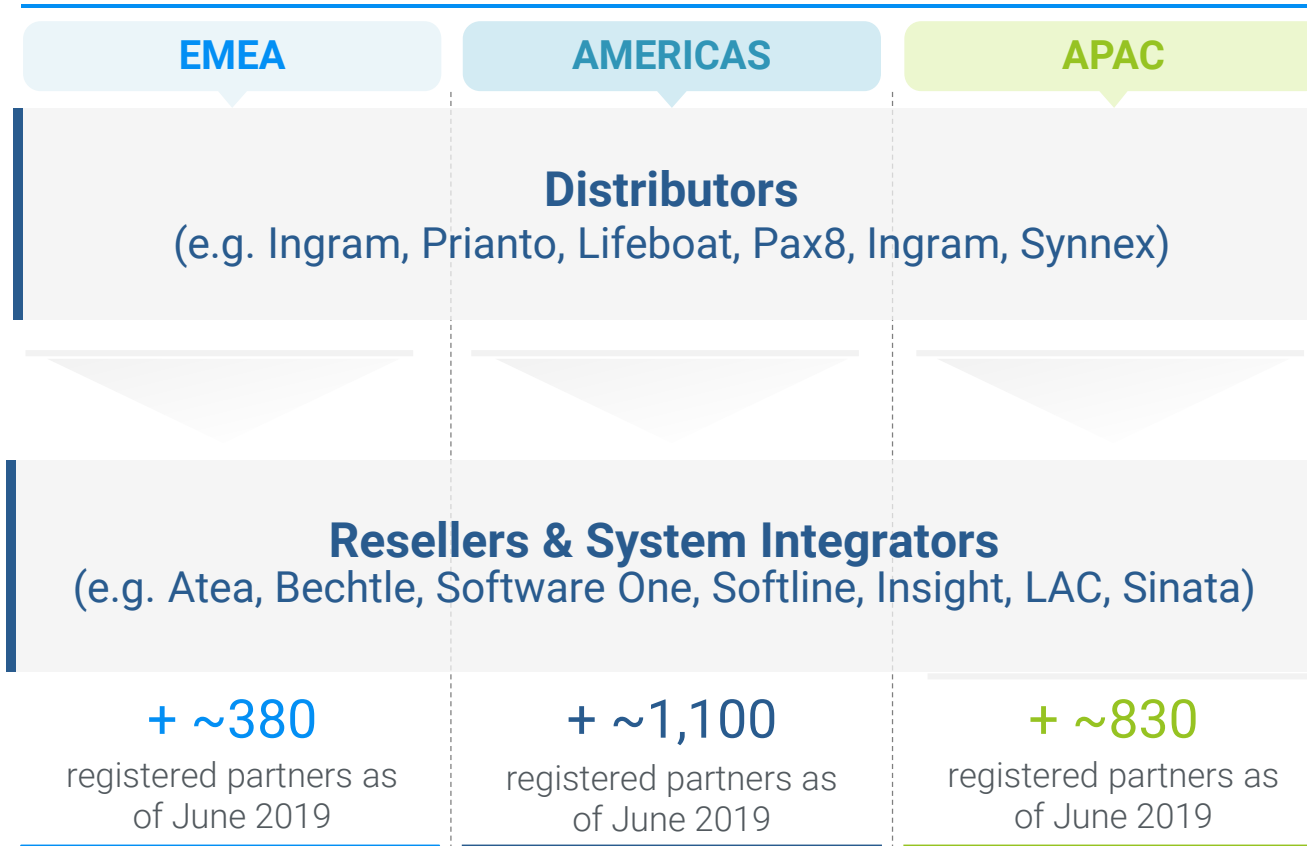 EMEA
AMERICAS
APAC
Distributors
(e.g. Ingram, Prianto, Lifeboat, Pax8, Ingram, Synnex)
Resellers & System Integrators
(e.g. Atea, Bechtle, Software One, Softline, Insight, LAC, Sinata)
+ ~380
registered partners as
of June 2019
+ ~1,100
registered partners as
of June 2019
+ ~830
registered partners as
of June 2019